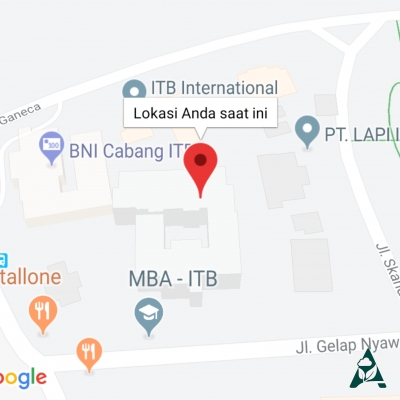 ITB International
Ganeca
Lokasi Anda saat ini
PT. LAPI I
BNI Cabang ITB
tallone
MBA - ITB
Jl. Skand
Jl. Gelap Nyaw
oogle
A